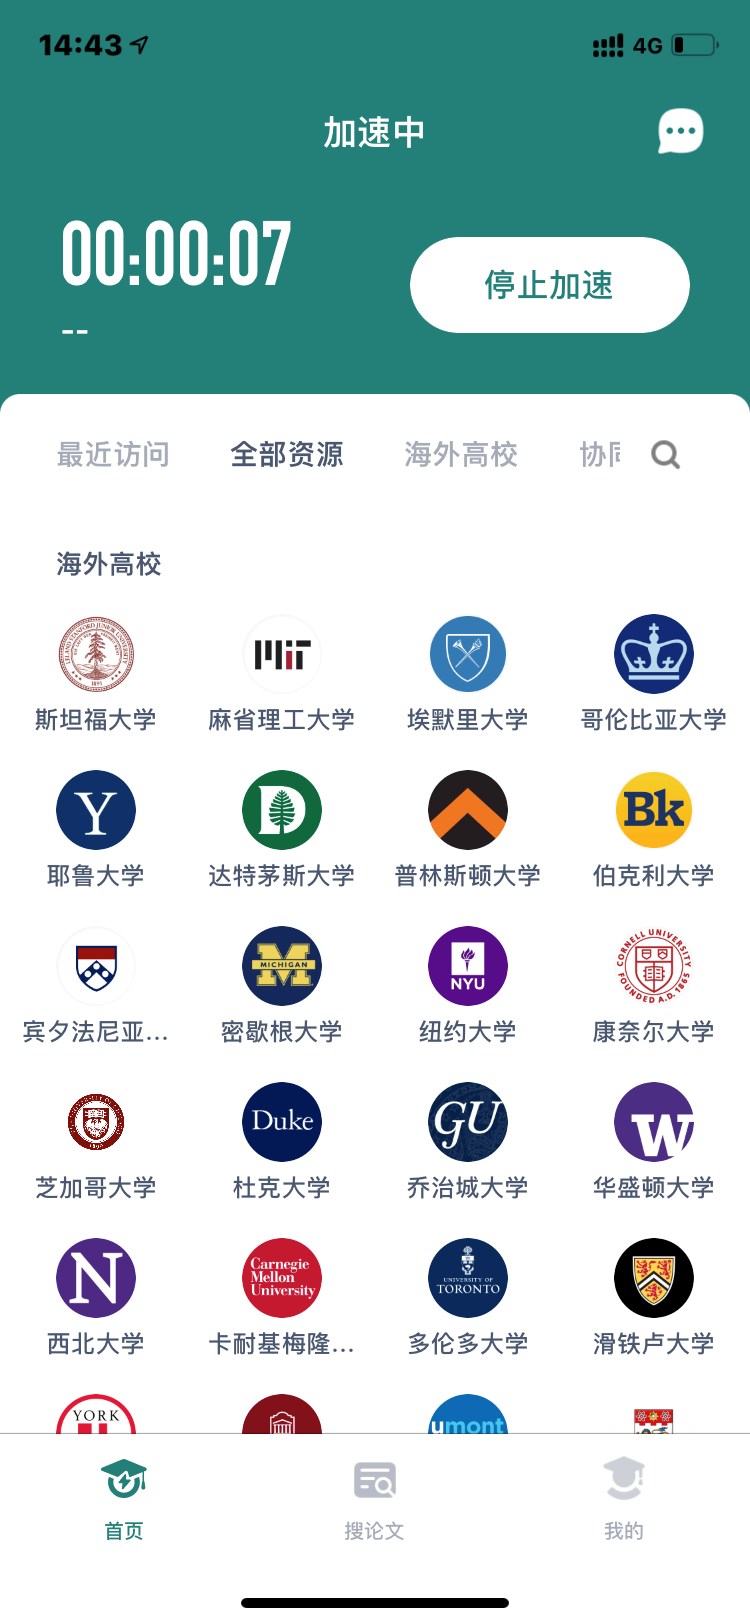 14:43
4G
加速中
00:00:07
--
停止加速
最近访问 全部资源 海外高校 协同
海外高校
斯坦福大学 麻省理工大学 埃默里大学 哥伦比亚大学
Y D Bk
耶鲁大学 达特茅斯大学 普林斯顿大学 伯克利大学
MICHIGAN NYU CORNELL UNIVERSITY FOUNDED A.D. 1865
宾夕法尼亚... 密歇根大学 纽约大学 康奈尔大学
Duke GU W
芝加哥大学 杜克大学 乔治城大学 华盛顿大学
N Carnegie Mellon University UNIVERSITY OF TORONTO
西北大学 卡耐基梅隆... 多伦多大学 滑铁卢大学
YORK umont
首页 搜论文 我的